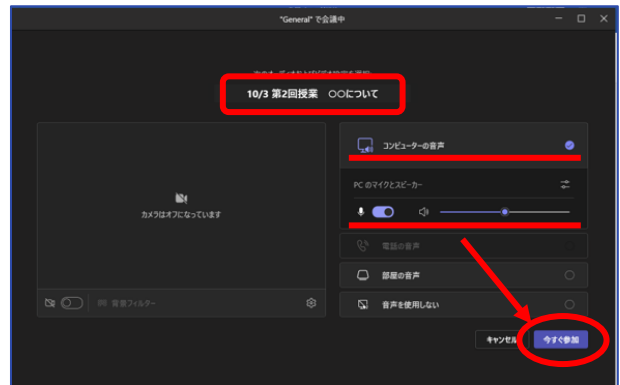 "General" で会議中
10/3 第2回授業 ○○について
コンピューターの音声
PC のマイクとスピーカー
カメラはオフになっています
電話の音声
部屋の音声
背景フィルター
音声を使用しない
キャンセル
今すぐ参加